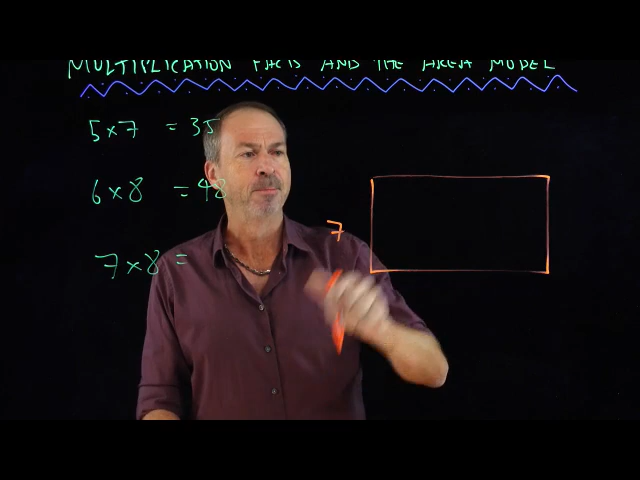 MULTIPLICATION FACTS AND THE AREA MODEL
5 x 7 = 35
6 x 8 = 48
7
7 x 8 =